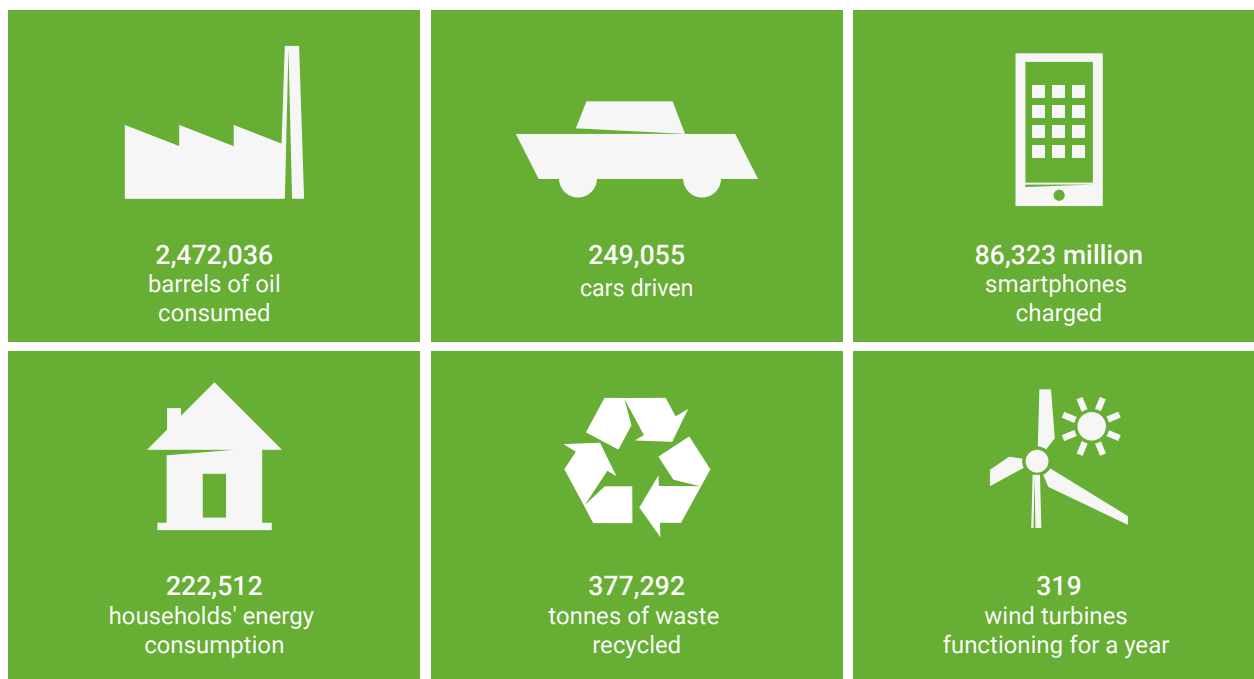 2,472,036
barrels of oil
consumed
249,055
cars driven
86,323 million
smartphones
charged
222,512
households' energy
consumption
377,292
tonnes of waste
recycled
319
wind turbines
functioning for a year